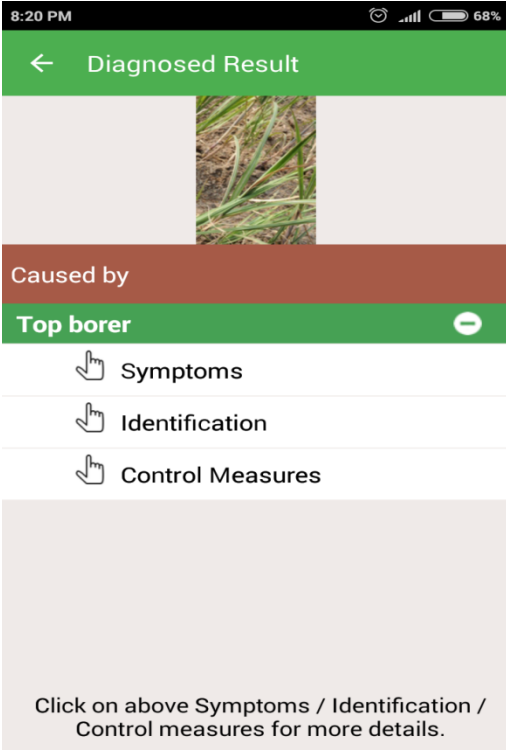 8:20 PM 68%
Diagnosed Result
Caused by
Top borer
Symptoms
Identification
Control Measures
Click on above Symptoms / Identification /
Control measures for more details.